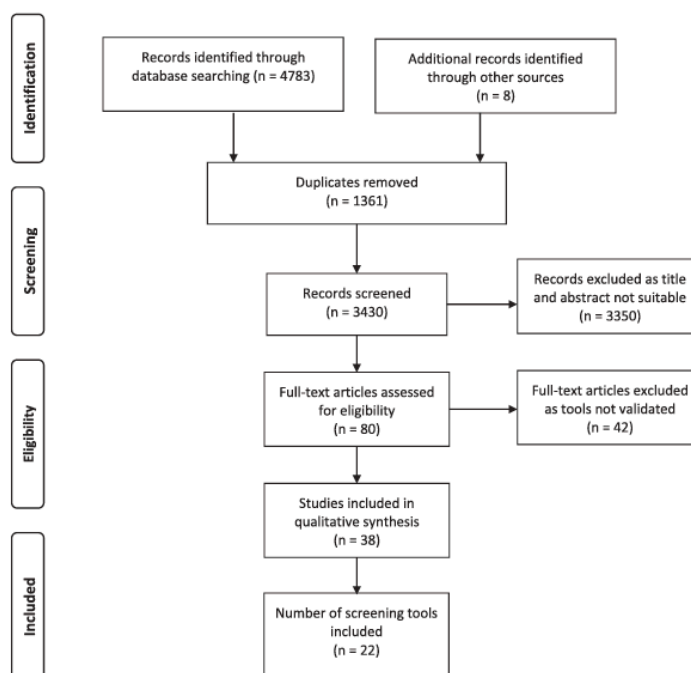 Identification
Records identified through
database searching (n = 4783)
Additional records identified
through other sources
(n = 8)
Duplicates removed
(n = 1361)
Screening
Records screened
(n = 3430)
Records excluded as title
and abstract not suitable
(n = 3350)
Eligibility
Full-text articles assessed
for eligibility
(n = 80)
Full-text articles excluded
as tools not validated
(n = 42)
Studies included in
qualitative synthesis
(n = 38)
Included
Number of screening tools
included
(n = 22)